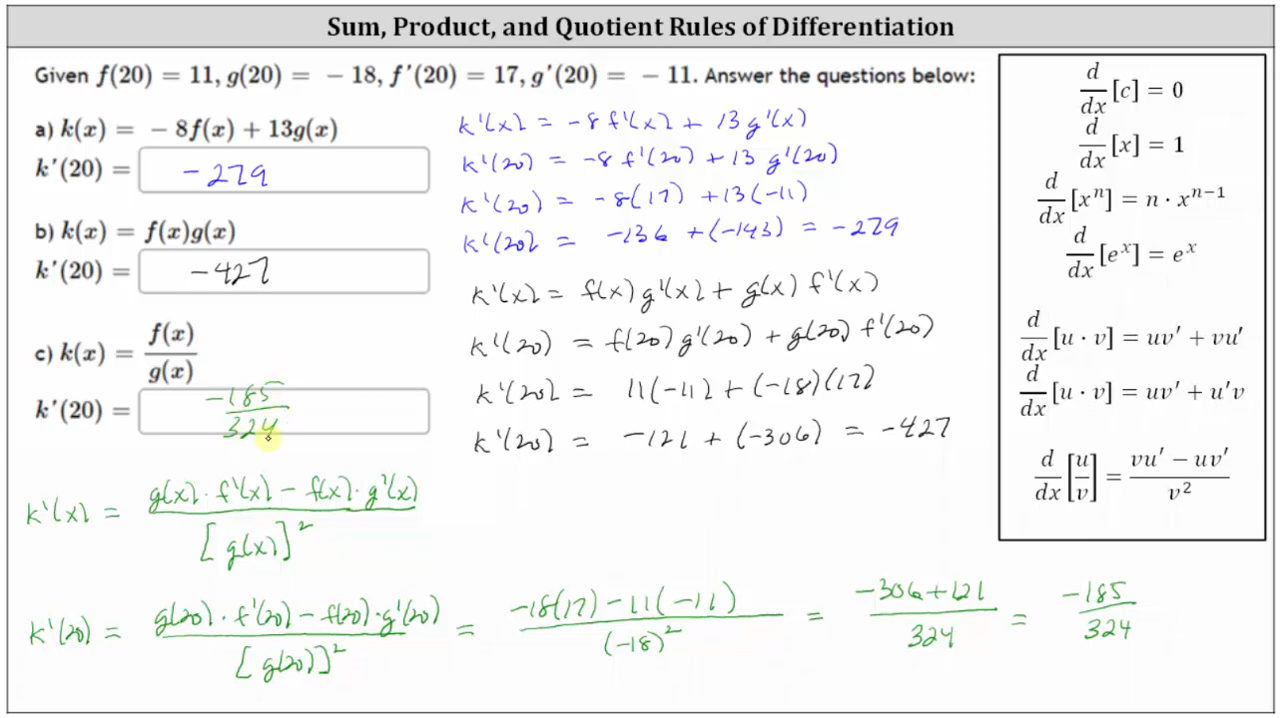 Sum, Product, and Quotient Rules of Differentiation
Given f(20) = 11, g(20) = − 18, f'(20) = 17, g'(20) = − 11. Answer the questions below:
a) k(x) = − 8f(x) + 13g(x)
k'(20) = -279
k'(x) = -8 f'(x) + 13 g'(x)
k'(20) = -8 f'(20) + 13 g'(20)
k'(20) = -8(17) + 13(-11)
k'(20) = -136 + (-143) = -279
b) k(x) = f(x)g(x)
k'(20) = -427
k'(x) = f(x) g'(x) + g(x) f'(x)
k'(20) = f(20) g'(20) + g(20) f'(20)
k'(20) = 11(-11) + (-18)(17)
k'(20) = -121 + (-306) = -427
c) k(x) = f(x)/g(x)
k'(20) = -185/324
k'(x) = g(x) · f'(x) - f(x) · g'(x) / [g(x)]²
k'(20) = g(20) · f'(20) - f(20) · g'(20) / [g(20)]² = -18(17) - 11(-11) / (-18)² = -306 + 121 / 324 = -185/324
d/dx [c] = 0
d/dx [x] = 1
d/dx [xⁿ] = n · xⁿ⁻¹
d/dx [eˣ] = eˣ
d/dx [u · v] = uv' + vu'
d/dx [u · v] = uv' + u'v
d/dx [u/v] = vu' − uv' / v²